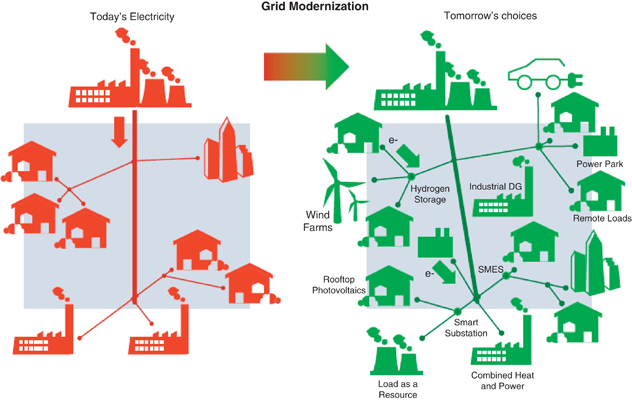 Grid Modernization
Today's Electricity
Tomorrow's choices
e-
Power Park
Hydrogen
Storage
Industrial DG
Wind
Farms
Remote Loads
Rooftop
Photovoltaics
e-
SMES
Smart
Substation
Load as a
Resource
Combined Heat
and Power